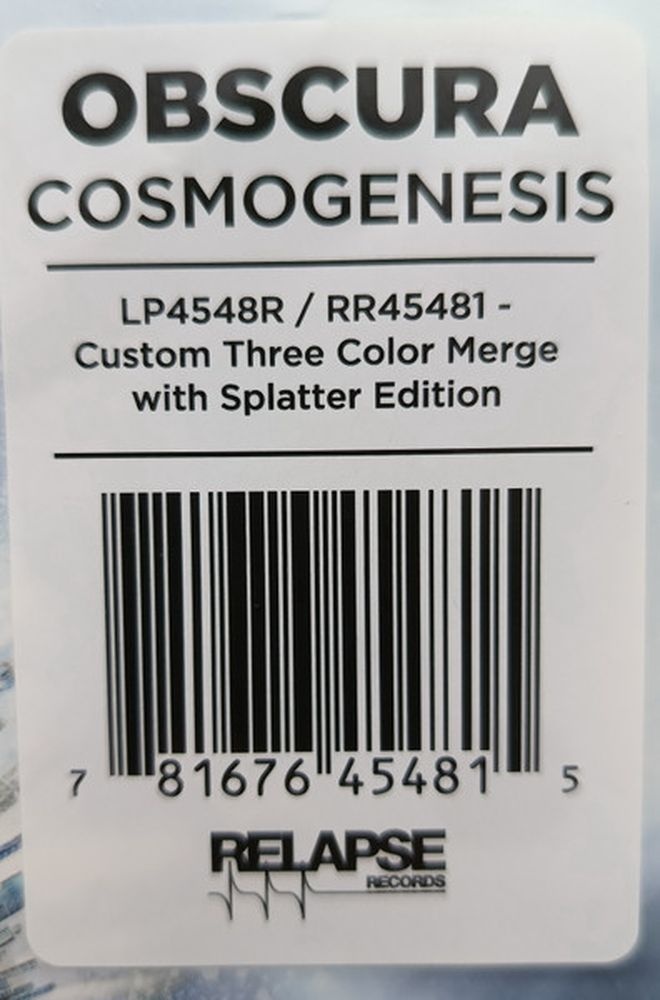 OBSCURA
COSMOGENESIS
LP4548R / RR45481 -
Custom Three Color Merge
with Splatter Edition
7 81676 45481 5
RELAPSE
RECORDS